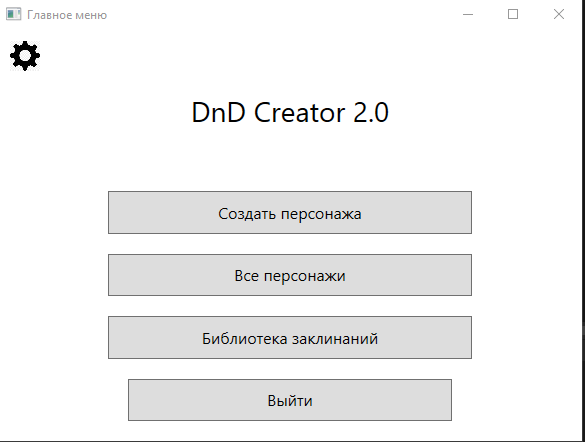 Главное меню
DnD Creator 2.0
Создать персонажа
Все персонажи
Библиотека заклинаний
Выйти